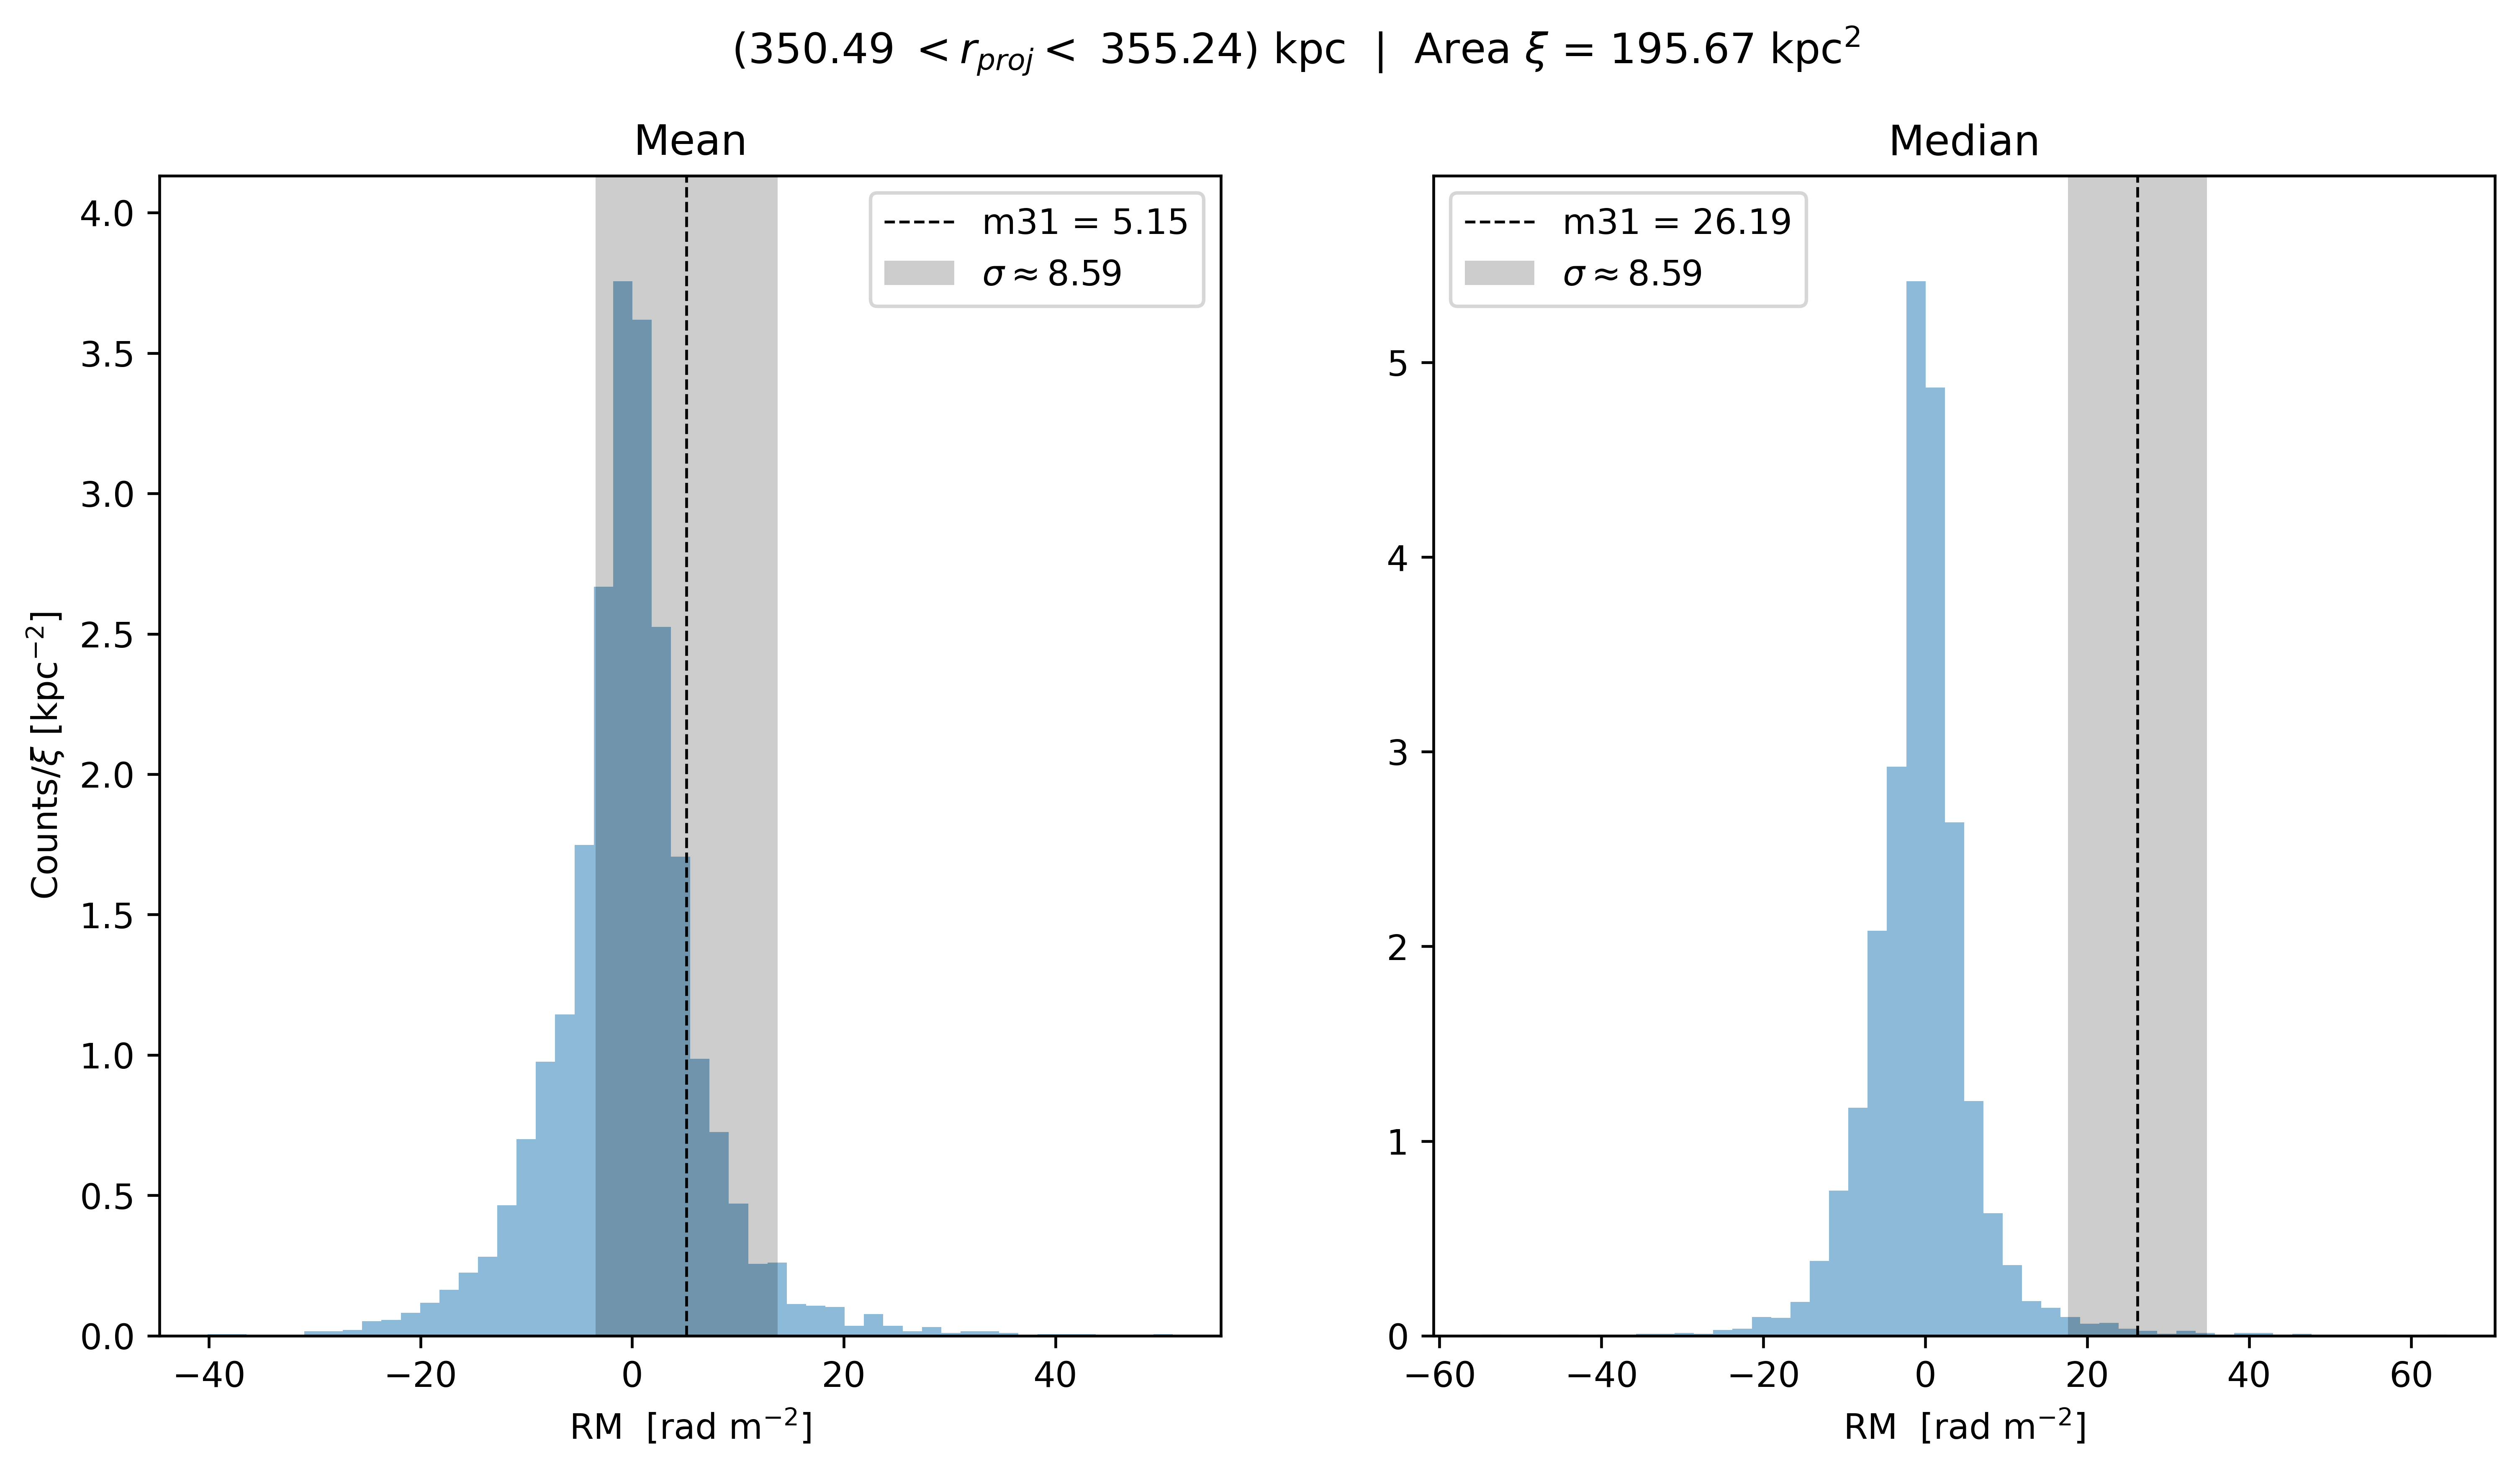 (350.49 < r_proj < 355.24) kpc | Area ξ = 195.67 kpc²
Mean
m31 = 5.15
σ ≈ 8.59
4.0
3.5
3.0
2.5
2.0
1.5
1.0
0.5
0.0
Counts/ξ [kpc⁻²]
−40 −20 0 20 40
RM [rad m⁻²]
Median
m31 = 26.19
σ ≈ 8.59
5
4
3
2
1
0
−60 −40 −20 0 20 40 60
RM [rad m⁻²]